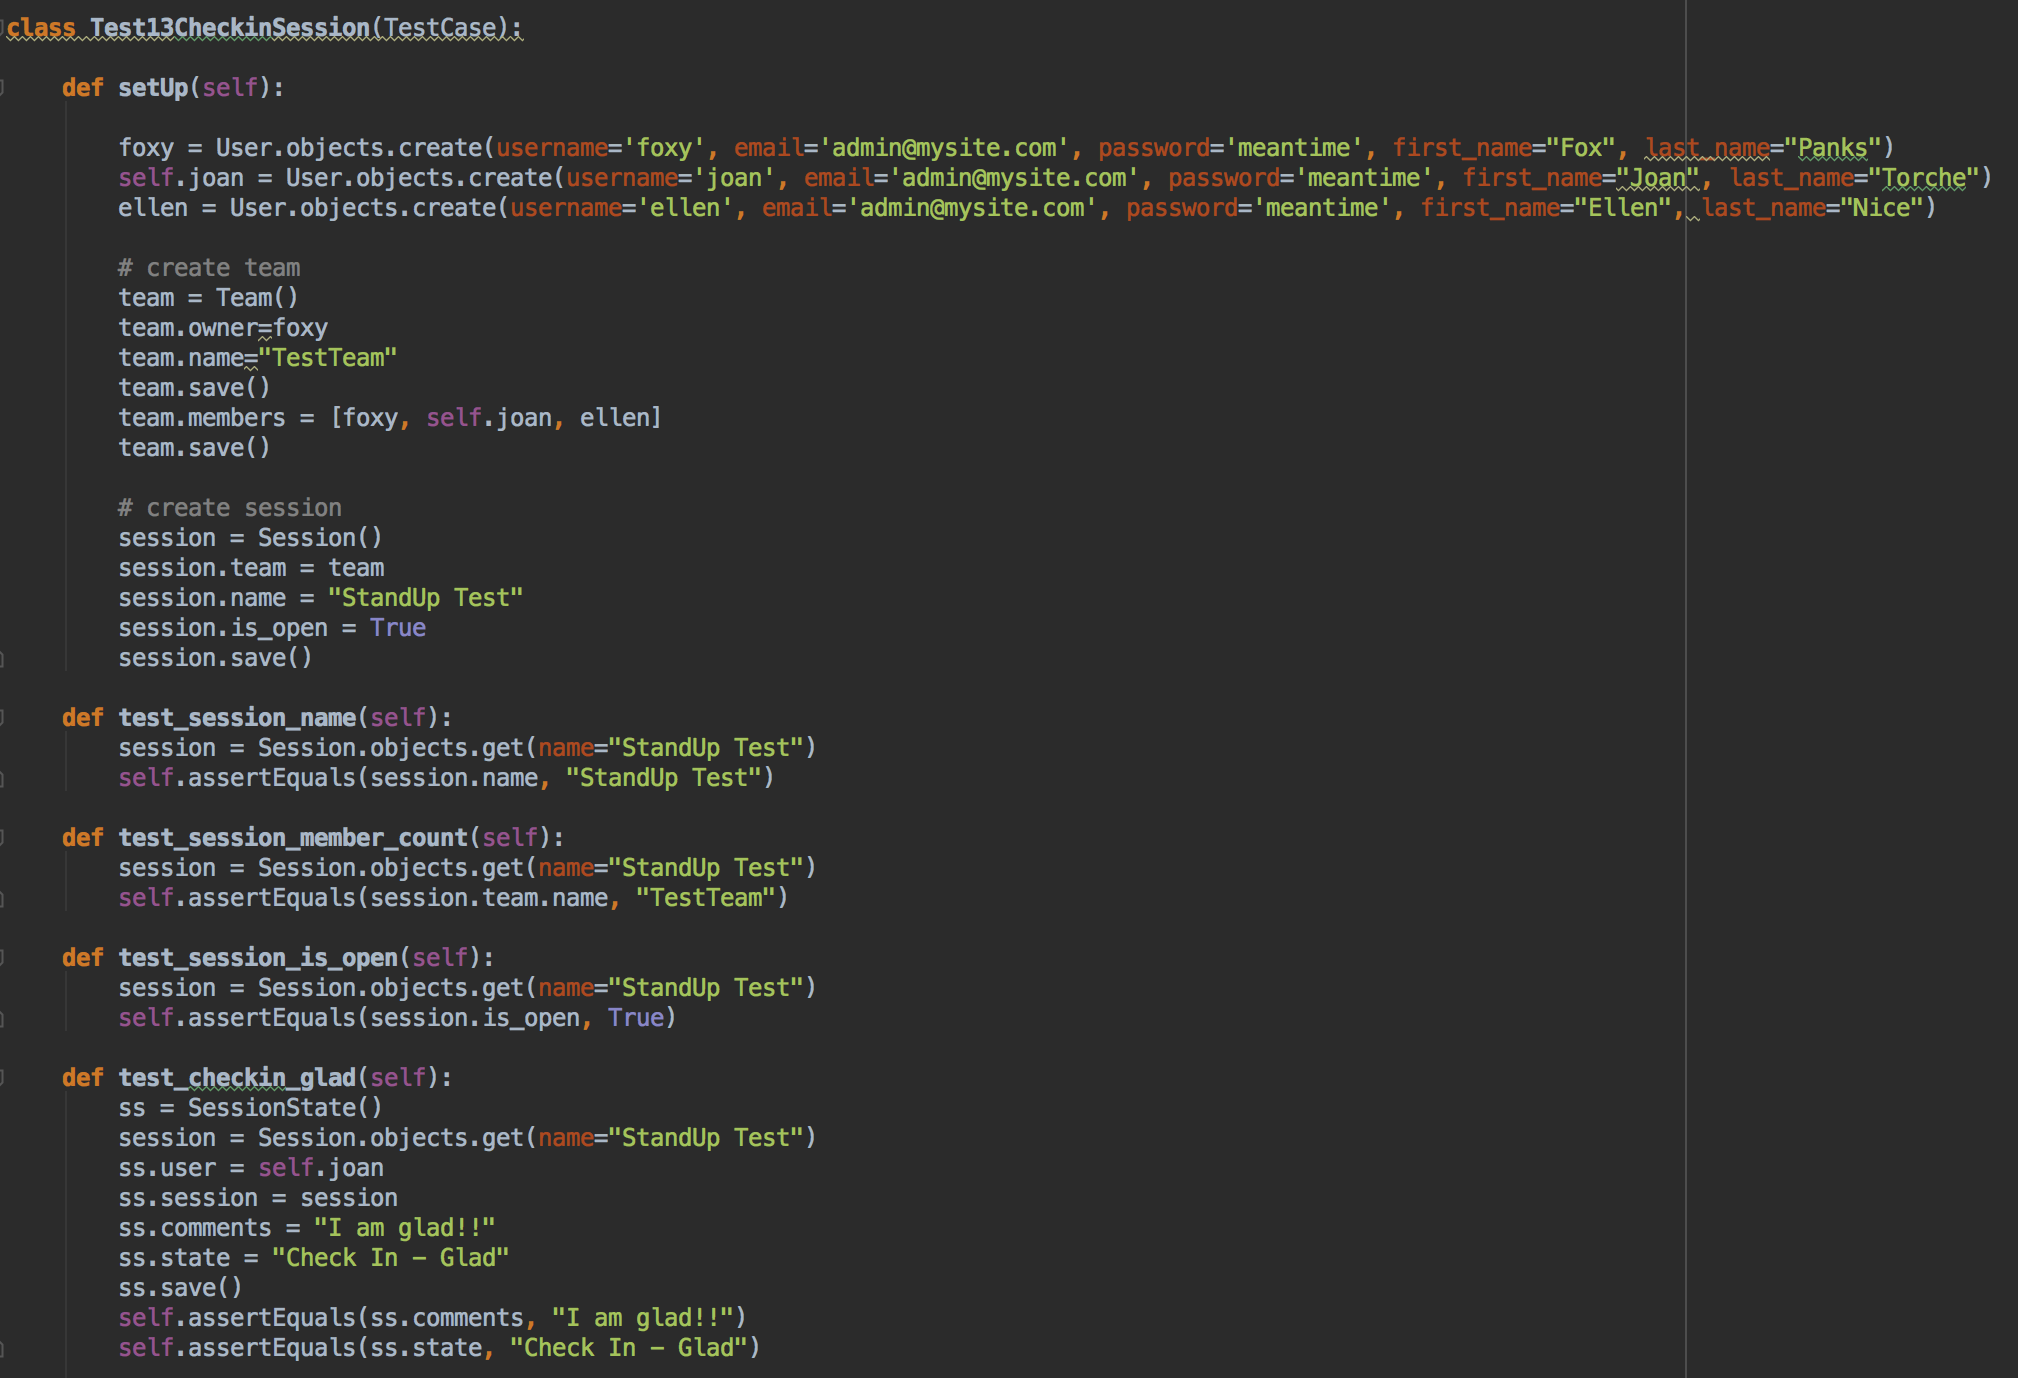 class Test13CheckinSession(TestCase):
def setUp(self):
foxy = User.objects.create(username='foxy', email='admin@mysite.com', password='meantime', first_name="Fox", last_name="Panks")
self.joan = User.objects.create(username='joan', email='admin@mysite.com', password='meantime', first_name="Joan", last_name="Torche")
ellen = User.objects.create(username='ellen', email='admin@mysite.com', password='meantime', first_name="Ellen", last_name="Nice")
# create team
team = Team()
team.owner=foxy
team.name="TestTeam"
team.save()
team.members = [foxy, self.joan, ellen]
team.save()
# create session
session = Session()
session.team = team
session.name = "StandUp Test"
session.is_open = True
session.save()
def test_session_name(self):
session = Session.objects.get(name="StandUp Test")
self.assertEquals(session.name, "StandUp Test")
def test_session_member_count(self):
session = Session.objects.get(name="StandUp Test")
self.assertEquals(session.team.name, "TestTeam")
def test_session_is_open(self):
session = Session.objects.get(name="StandUp Test")
self.assertEquals(session.is_open, True)
def test_checkin_glad(self):
ss = SessionState()
session = Session.objects.get(name="StandUp Test")
ss.user = self.joan
ss.session = session
ss.comments = "I am glad!!"
ss.state = "Check In - Glad"
ss.save()
self.assertEquals(ss.comments, "I am glad!!")
self.assertEquals(ss.state, "Check In - Glad")